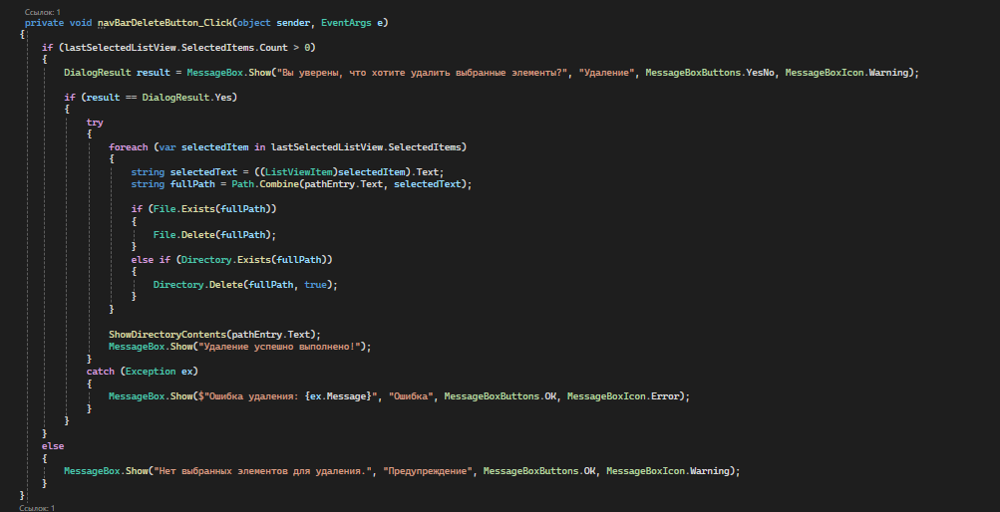 Ссылок: 1
private void navBarDeleteButton_Click(object sender, EventArgs e)
{
if (lastSelectedListView.SelectedItems.Count > 0)
{
DialogResult result = MessageBox.Show("Вы уверены, что хотите удалить выбранные элементы?", "Удаление", MessageBoxButtons.YesNo, MessageBoxIcon.Warning);
if (result == DialogResult.Yes)
{
try
{
foreach (var selectedItem in lastSelectedListView.SelectedItems)
{
string selectedText = ((ListViewItem)selectedItem).Text;
string fullPath = Path.Combine(pathEntry.Text, selectedText);
if (File.Exists(fullPath))
{
File.Delete(fullPath);
}
else if (Directory.Exists(fullPath))
{
Directory.Delete(fullPath, true);
}
}
ShowDirectoryContents(pathEntry.Text);
MessageBox.Show("Удаление успешно выполнено!");
}
catch (Exception ex)
{
MessageBox.Show($"Ошибка удаления: {ex.Message}", "Ошибка", MessageBoxButtons.OK, MessageBoxIcon.Error);
}
}
}
else
{
MessageBox.Show("Нет выбранных элементов для удаления.", "Предупреждение", MessageBoxButtons.OK, MessageBoxIcon.Warning);
}
}
Ссылок: 1